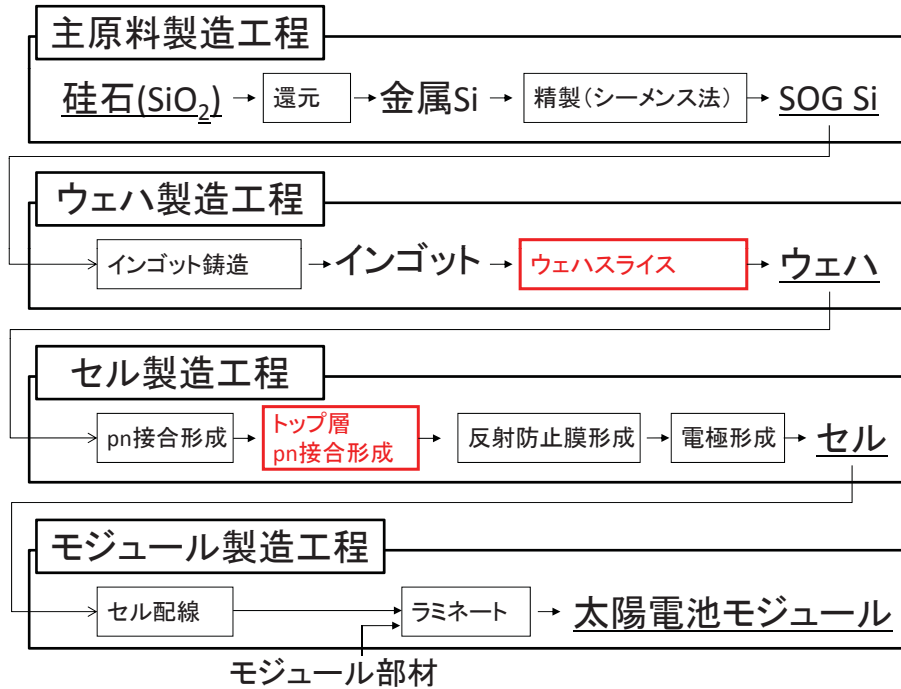 主原料製造工程
硅石(SiO2) 還元 金属Si 精製(シーメンス法) SOG Si
ウェハ製造工程
インゴット鋳造 インゴット ウェハスライス ウェハ
セル製造工程
pn接合形成 トップ層 反射防止膜形成 電極形成 セル
pn接合形成
モジュール製造工程
セル配線 ラミネート 太陽電池モジュール
モジュール部材